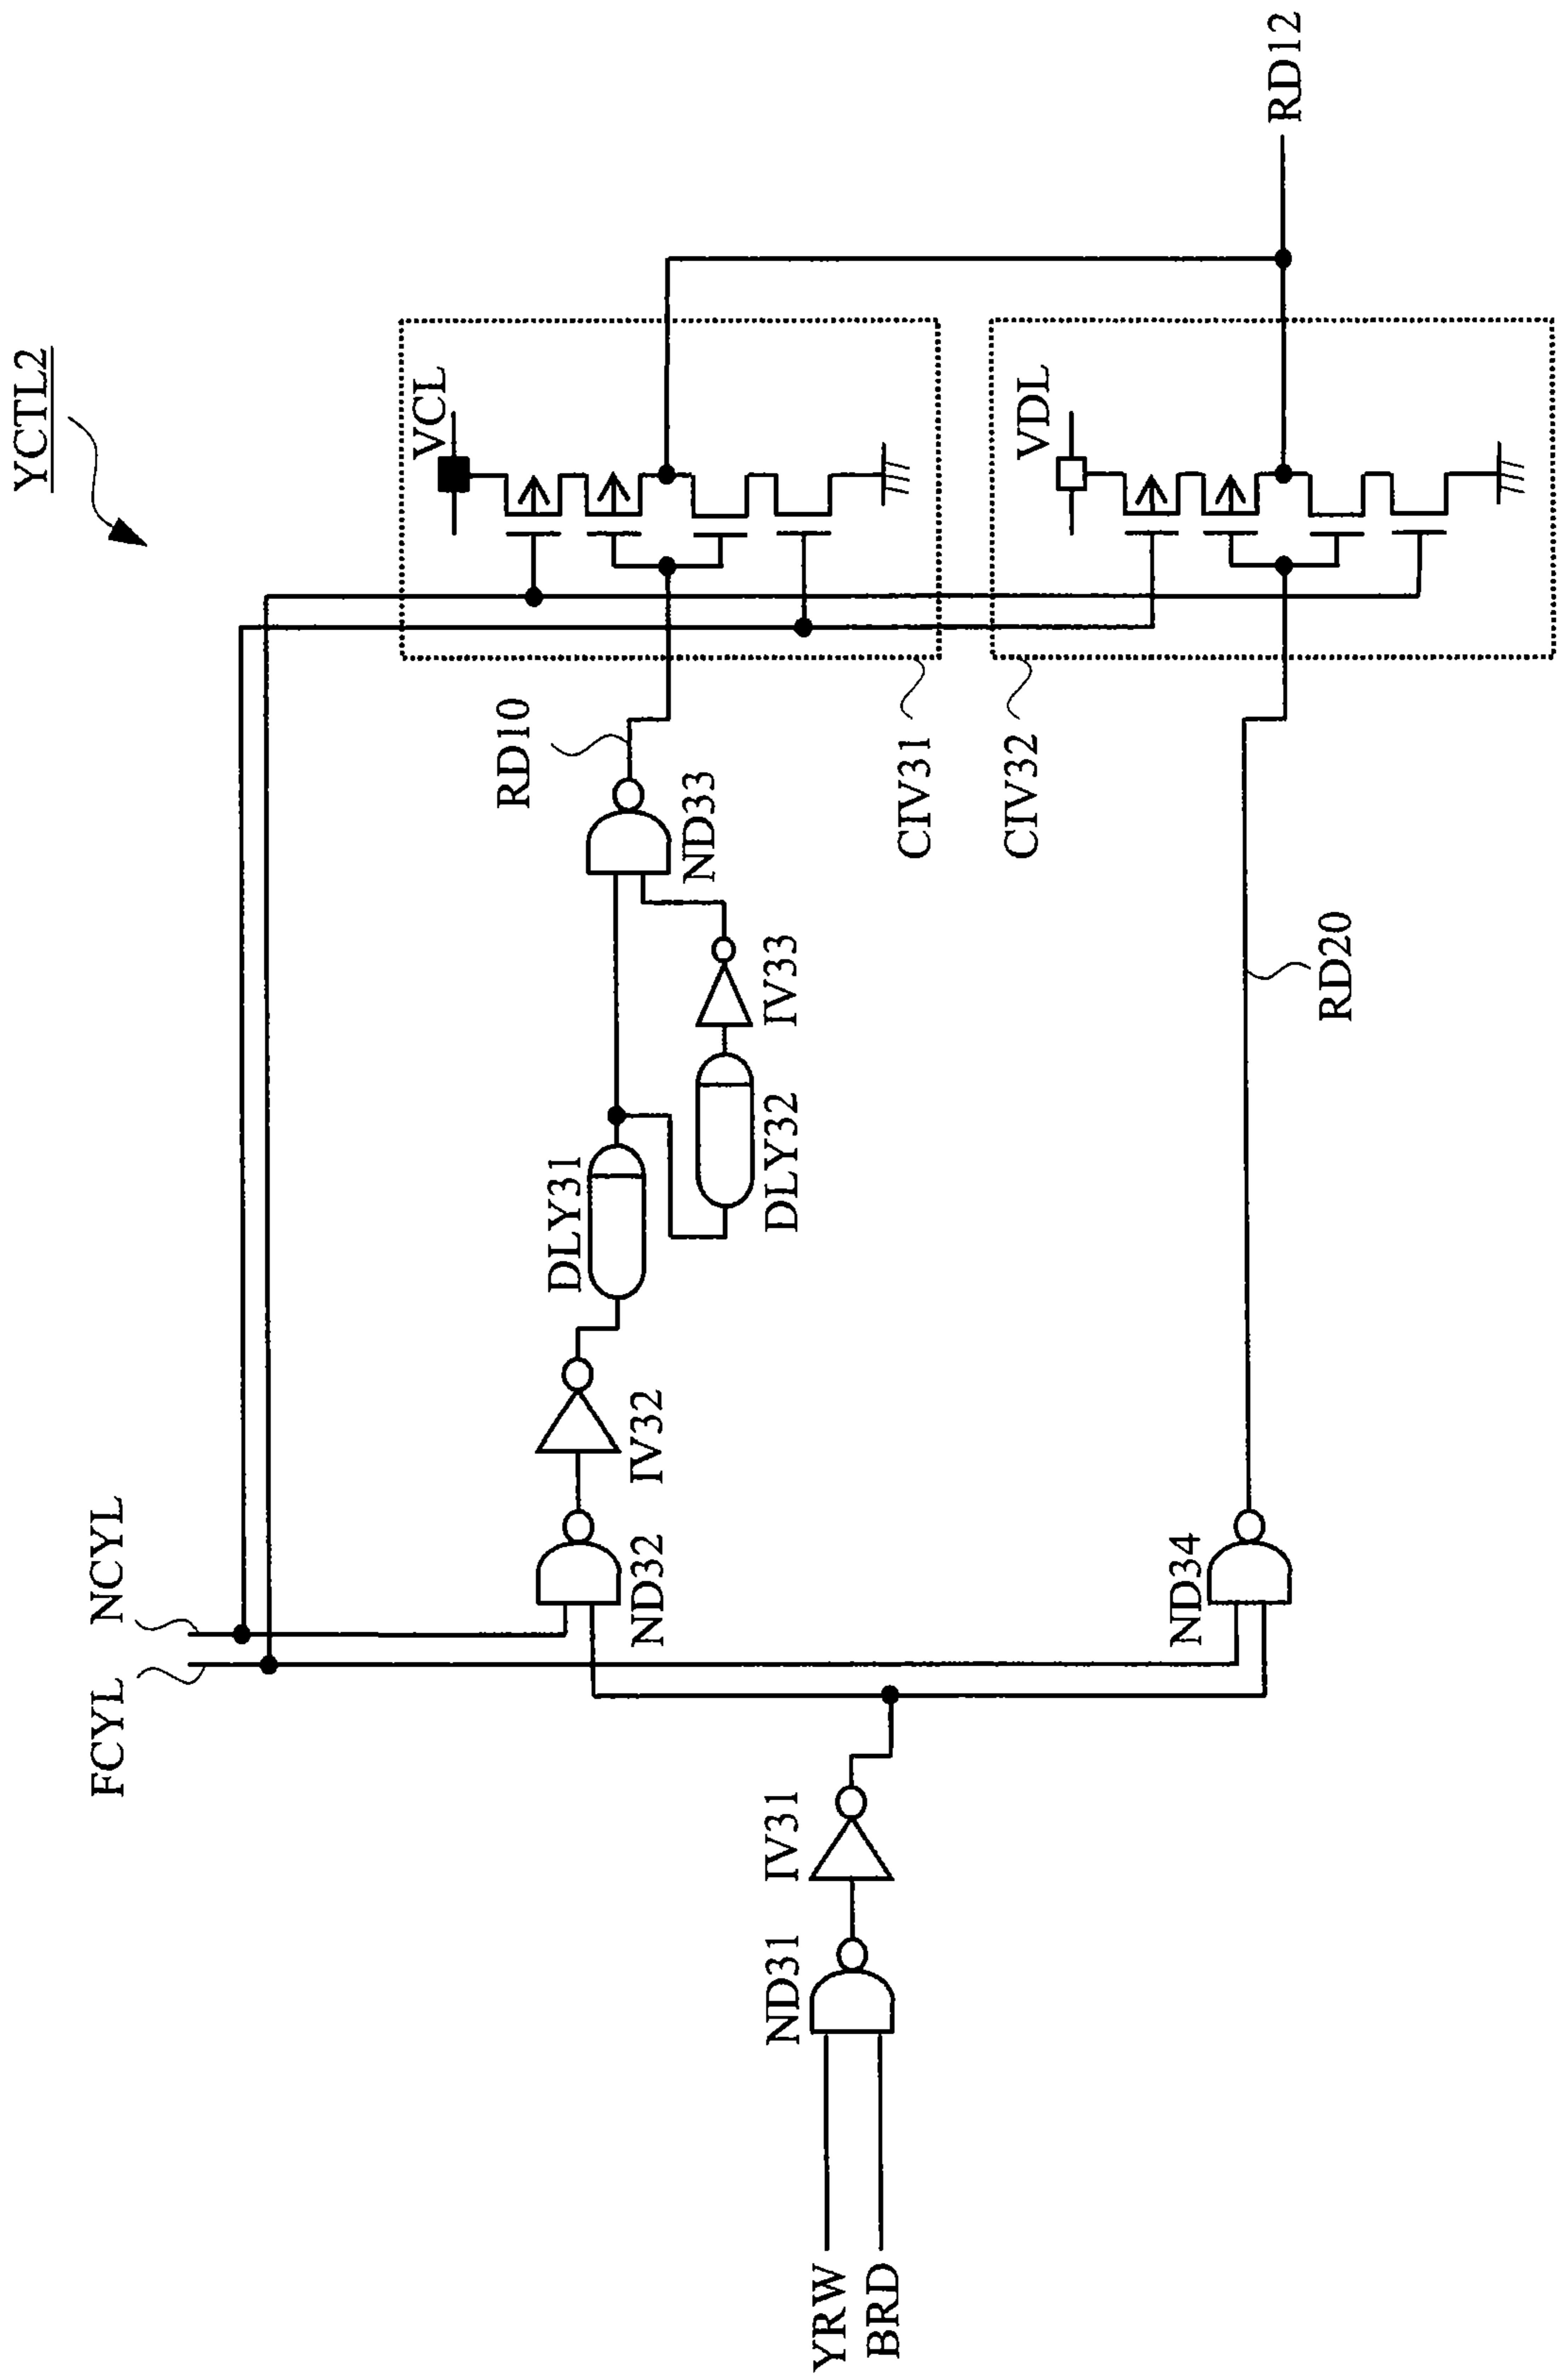 YCTL2
FCYL
NCYL
YRW
BRD
ND31
IV31
ND32
IV32
DLY31
DLY32
IV33
ND33
RD10
ND34
RD20
CIV31
CIV32
VCL
VDL
RD12